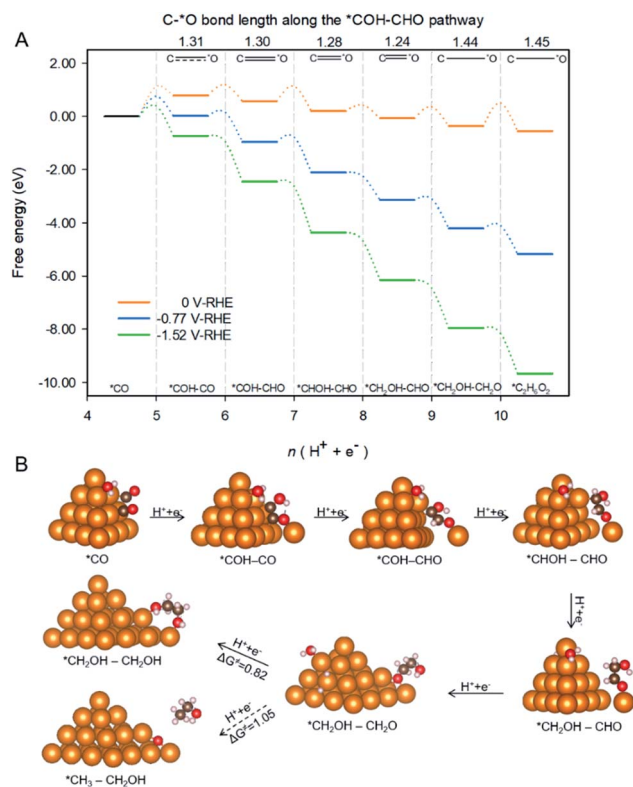 C-*O bond length along the *COH-CHO pathway
A
1.31 1.30 1.28 1.24 1.44 1.45
C *O C *O C *O C *O C *O C *O
2.00
0.00
-2.00
-4.00
-6.00
-8.00
-10.00
Free energy (eV)
0 V-RHE
-0.77 V-RHE
-1.52 V-RHE
*CO *COH-CO *COH-CHO *CHOH-CHO *CH₂OH-CHO *CH₂OH-CH₂O *C₂H₆O₂
4 5 6 7 8 9 10
n ( H⁺ + e⁻ )
B
H⁺+e⁻ H⁺+e⁻ H⁺+e⁻
*CO *COH–CO *COH–CHO *CHOH – CHO
H⁺+e⁻
*CH₂OH – CH₂OH
H⁺+e⁻
ΔG≠=0.82
H⁺+e⁻
*CH₂OH – CH₂O
*CH₂OH – CHO
H⁺+e⁻
ΔG≠=1.05
*CH₃ – CH₂OH